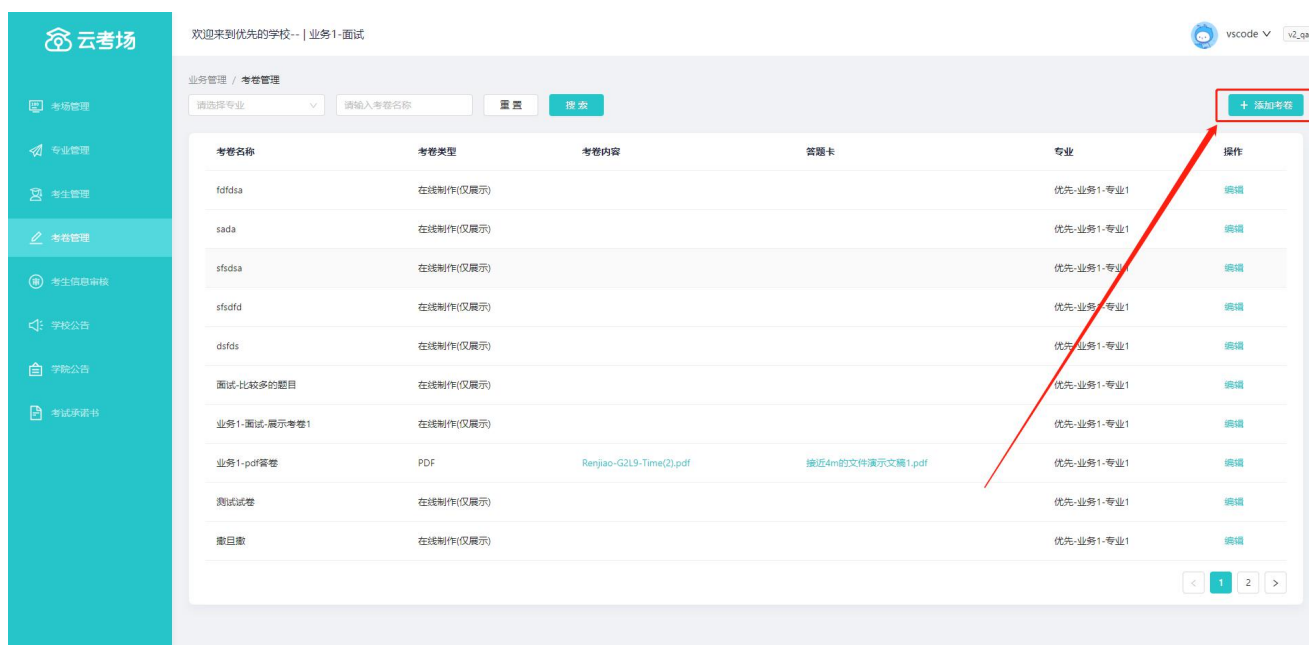 云考场
欢迎来到优先的学校-- | 业务1-面试
vscode
v2_qa
业务管理 / 考卷管理
请选择专业 请输入考卷名称 重置 搜索
+ 添加考卷
考场管理
专业管理
考生管理
考卷管理
考生信息审核
学校公告
学院公告
考试承诺书
考卷名称 考卷类型 考卷内容 答题卡 专业 操作
fdfdsa 在线制作(仅展示) 优先-业务1-专业1 编辑
sada 在线制作(仅展示) 优先-业务1-专业1 编辑
sfsdsa 在线制作(仅展示) 优先-业务1-专业1 编辑
sfsdfd 在线制作(仅展示) 优先-业务1-专业1 编辑
dsfds 在线制作(仅展示) 优先-业务1-专业1 编辑
面试-比较多的题目 在线制作(仅展示) 优先-业务1-专业1 编辑
业务1-面试-展示考卷1 在线制作(仅展示) 优先-业务1-专业1 编辑
业务1-pdf答卷 PDF Renjiao-G2L9-Time(2).pdf 接近4m的文件演示文稿1.pdf 优先-业务1-专业1 编辑
测试试卷 在线制作(仅展示) 优先-业务1-专业1 编辑
撒旦撒 在线制作(仅展示) 优先-业务1-专业1 编辑
< 1 2 >